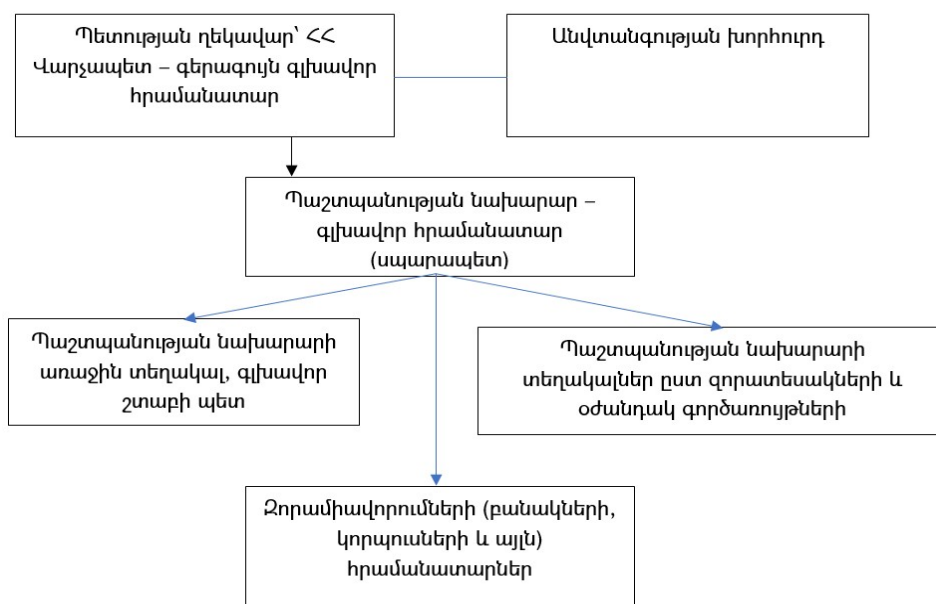 Պետության ղեկավար՝ ՀՀ
Վարչապետ – գերագույն գլխավոր
հրամանատար
Անվտանգության խորհուրդ
Պաշտպանության նախարար –
գլխավոր հրամանատար
(սպարապետ)
Պաշտպանության նախարարի
առաջին տեղակալ, գլխավոր
շտաբի պետ
Պաշտպանության նախարարի
տեղակալներ ըստ զորատեսակների և
օժանդակ գործառույթների
Զորամիավորումների (բանակների,
կորպուսների և այլն)
հրամանատարներ